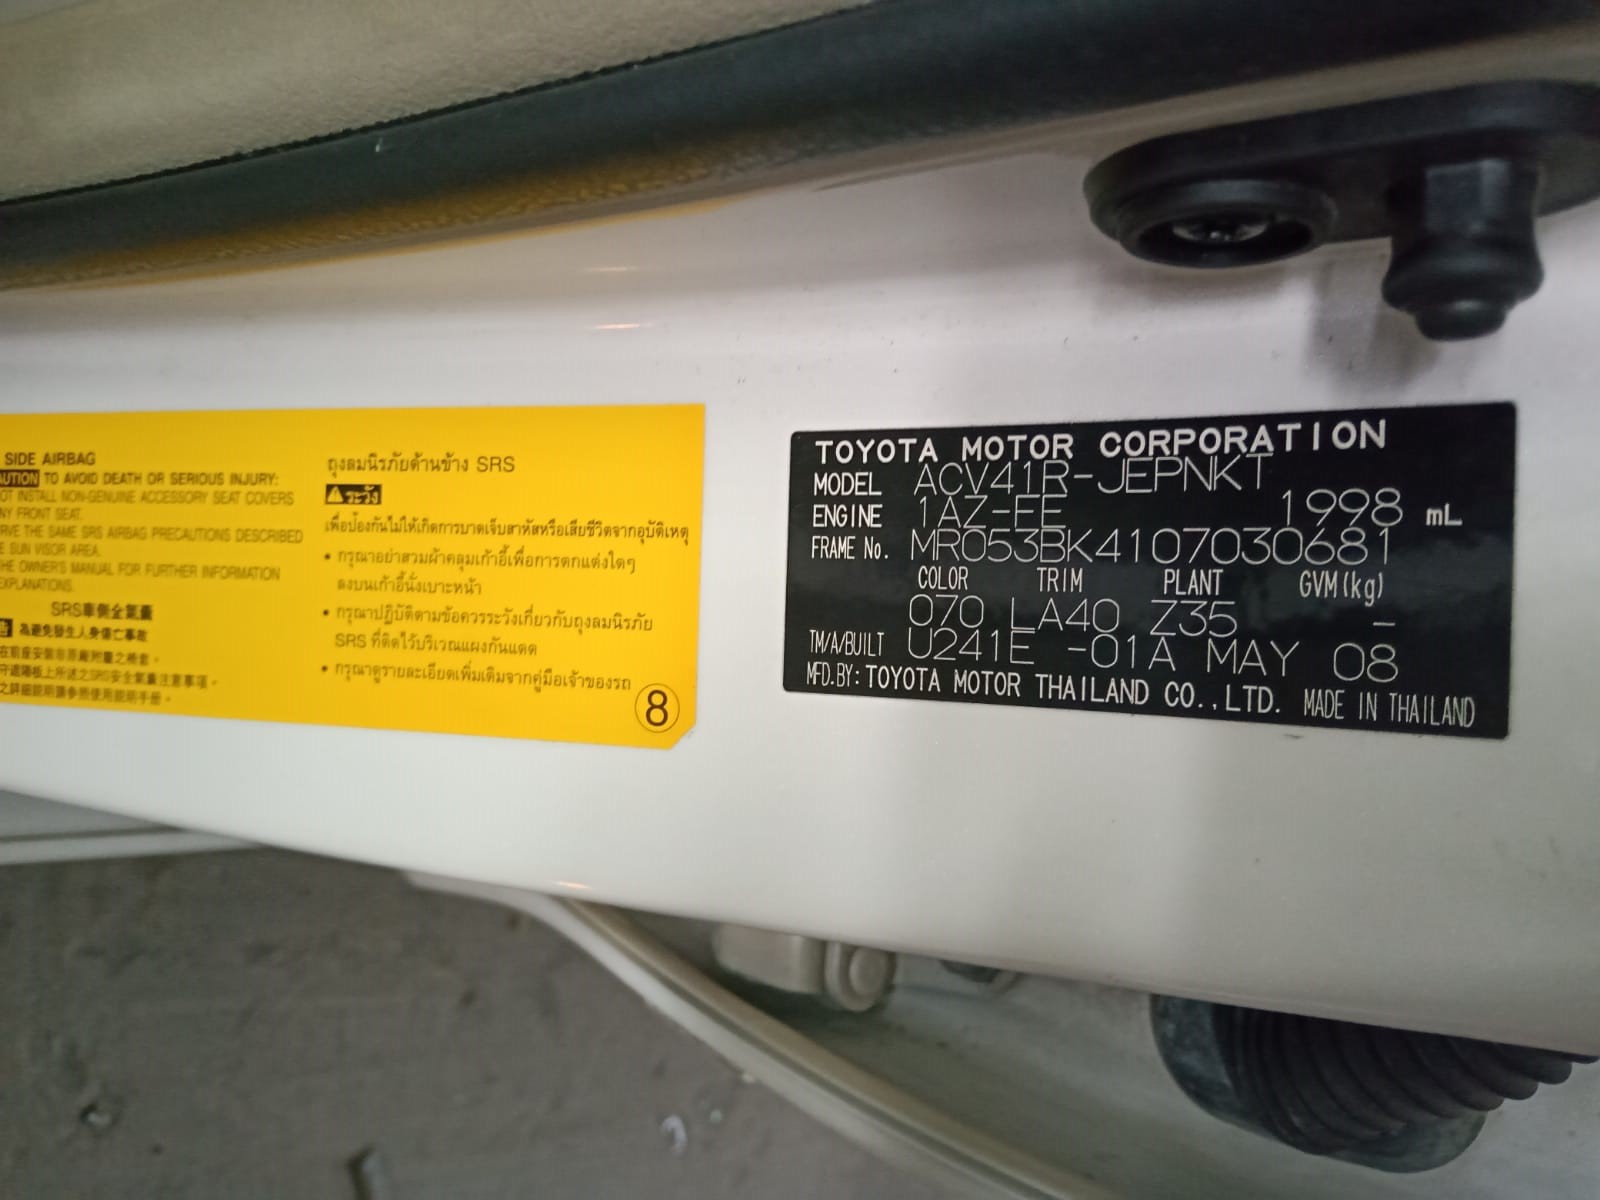 SIDE AIRBAG
TO AVOID DEATH OR SERIOUS INJURY:
INSTALL NON-GENUINE ACCESSORY SEAT COVERS
FRONT SEAT.
THE SAME SRS AIRBAG PRECAUTIONS DESCRIBED
SUN VISOR AREA.
OWNER'S MANUAL FOR FURTHER INFORMATION
EXPLANATIONS.
SRS車側全氣囊
為避免發生人身傷亡事故
ถุงลมนิรภัยด้านข้าง SRS
ระวัง
เพื่อป้องกันไม่ให้เกิดการบาดเจ็บสาหัสหรือเสียชีวิตจากอุบัติเหตุ
• กรุณาอย่าสวมผ้าคลุมเก้าอี้เพื่อการตกแต่งใดๆ
ลงบนเก้าอี้นั่งเบาะหน้า
• กรุณาปฏิบัติตามข้อควรระวังเกี่ยวกับถุงลมนิรภัย
SRS ที่ติดไว้บริเวณแผงกันแดด
• กรุณาดูรายละเอียดเพิ่มเติมจากคู่มือเจ้าของรถ
8
TOYOTA MOTOR CORPORATION
MODEL ACV41R-JEPNKT
ENGINE 1AZ-FE 1998 mL
FRAME No. MR053BK4107030681
COLOR TRIM PLANT GVM(kg)
070 LA40 Z35 –
TM/A/BUILT U241E -01A MAY 08
MFD.BY: TOYOTA MOTOR THAILAND CO.,LTD. MADE IN THAILAND